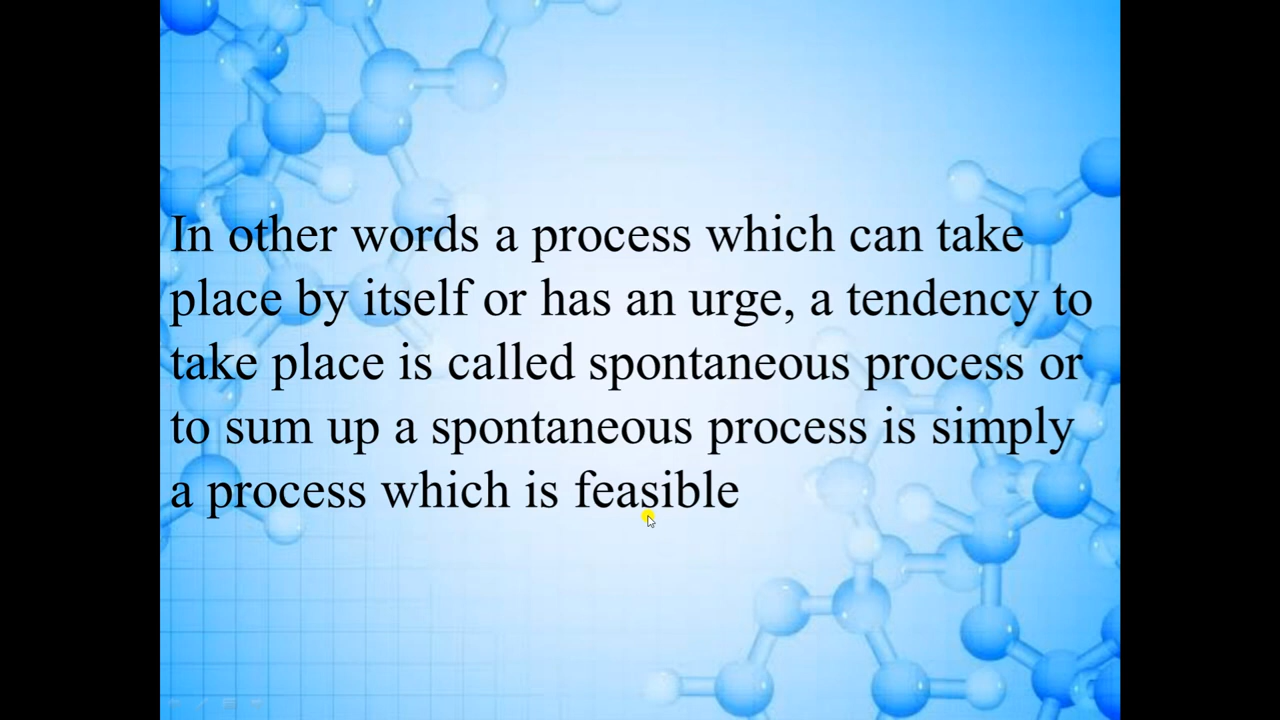 In other words a process which can take
place by itself or has an urge, a tendency to
take place is called spontaneous process or
to sum up a spontaneous process is simply
a process which is feasible